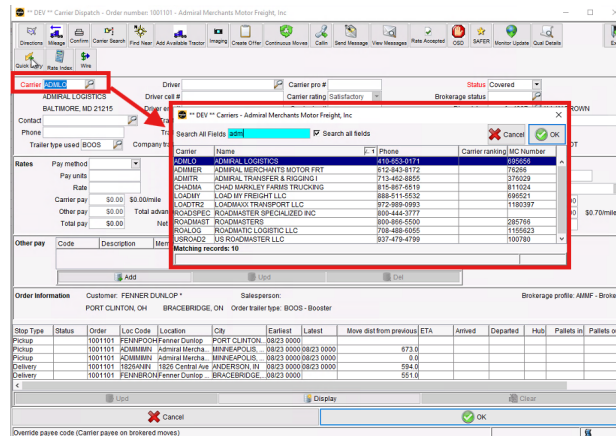 ** DEV ** Carrier Dispatch - Order number: 1001101 - Admiral Merchants Motor Freight, Inc
Directions Mileage Confirm Carrier Search Find Near Add Available Tractor Imaging Create Offer Continuous Moves Callin Send Message View Messages Rate Accepted OSD SAFER Monitor Update Qual Details
Quick Entry Rate Index Wire
Carrier ADMLO Driver Carrier pro # Status Covered
ADMIRAL LOGISTICS Driver cell # Carrier rating Satisfactory Brokerage status
BALTIMORE, MD 21215
Contact
Phone
Trailer type used BOOS
** DEV ** Carriers - Admiral Merchants Motor Freight, Inc
Search All Fields adm Search all fields Cancel OK
Carrier Name Phone Carrier ranking MC Number
ADMLO ADMIRAL LOGISTICS 410-653-0171 695656
ADMMER ADMIRAL MERCHANTS MOTOR FRT 612-843-8172 76266
ADMITR ADMIRAL TRANSFER & RIGGING I 713-462-8855 376029
CHADMA CHAD MARKLEY FARMS TRUCKING 815-867-6519 811024
LOADMY LOAD MY FREIGHT LLC 888-511-5532 696521
LOADTR2 LOADMAXX TRANSPORT LLC 972-989-0993 1180397
ROADSPEC ROADMASTER SPECIALIZED INC 800-444-3777
ROADMAST ROADMASTERS 800-866-5500 285766
ROALOG ROADMATIC LOGISTIC LLC 708-488-6055 1155623
USROAD2 US ROADMASTER LLC 937-479-4799 100780
Matching records: 10
Rates Pay method
Pay units
Rate
Carrier pay $0.00 $0.00/mile
Other pay $0.00 $0.70/mile
Total pay $0.00 Net
Other pay Code Description
Add Upd Del
Order Information Customer: FENNER DUNLOP * Salesperson: Brokerage profile: AMMF - Broke
PORT CLINTON, OH BRACEBRIDGE, ON Order trailer type: BOOS - Booster
Stop Type Status Order Loc Code Location City Earliest Latest Move dist from previous ETA Arrived Departed Hub Pallets in Pallets o
Pickup 1001101 FENNPOCH Fenner Dunlop PORT CLINTON... 08/23 0000
Pickup 1001101 ADMIMIMN Admiral Mercha... MINNEAPOLIS, ... 08/23 0000 08/23 0000 673.0
Pickup 1001101 ADMIMIMN Admiral Mercha... MINNEAPOLIS, ... 08/23 0000 08/23 0000 0.0
Delivery 1001101 1826ANIN 1826 Central Ave ANDERSON, IN 08/23 0000 08/23 0000 594.0
Delivery 1001101 FENNBRON Fenner Dunlop ... BRACEBRIDGE,... 08/23 0000 551.0
Upd Display Clear
Cancel OK
Override payee code (Carrier payee on brokered moves)